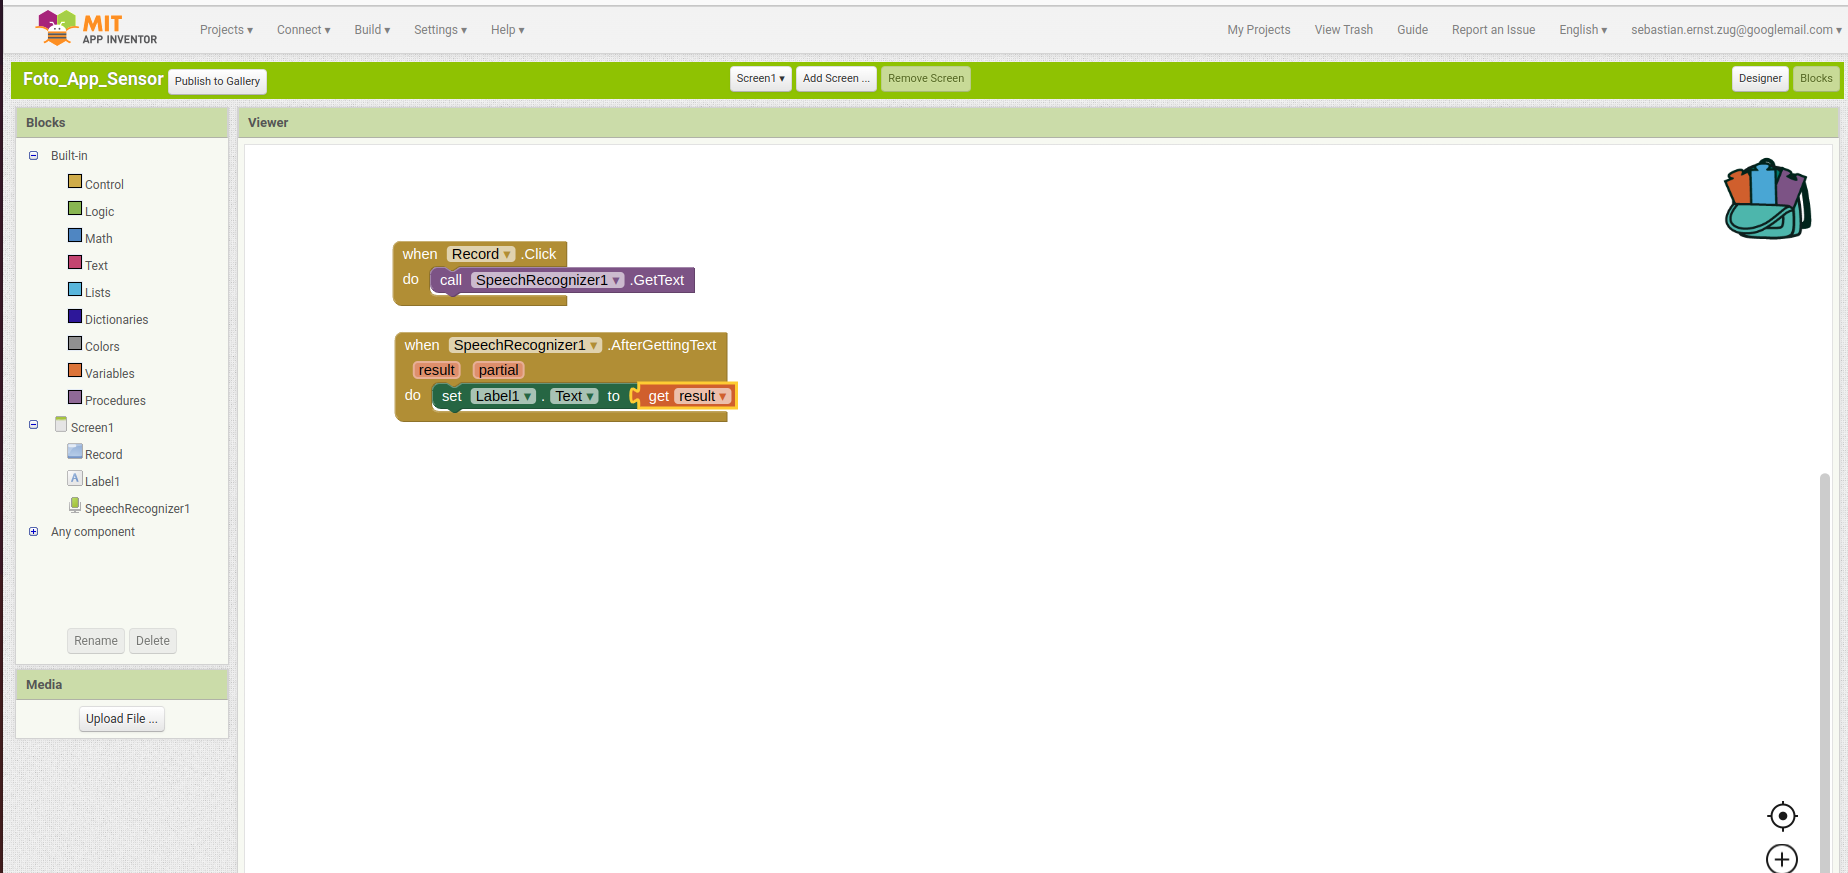 MIT
APP INVENTOR
Projects ▾ Connect ▾ Build ▾ Settings ▾ Help ▾ My Projects View Trash Guide Report an Issue English ▾ sebastian.ernst.zug@googlemail.com ▾
Foto_App_Sensor Publish to Gallery Screen1 ▾ Add Screen ... Remove Screen Designer Blocks
Blocks
Built-in
Control
Logic
Math
Text
Lists
Dictionaries
Colors
Variables
Procedures
Screen1
Record
A Label1
SpeechRecognizer1
Any component
Rename Delete
Media
Upload File ...
Viewer
when Record ▾ .Click
do call SpeechRecognizer1 ▾ .GetText
when SpeechRecognizer1 ▾ .AfterGettingText
result partial
do set Label1 ▾ . Text ▾ to get result ▾